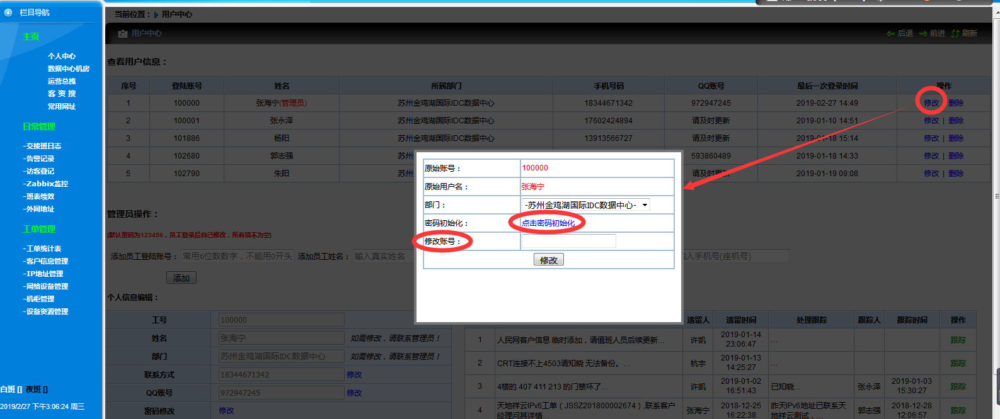 栏目导航
主页
个人中心
数据中心机房
运营总揽
客 资 搜
常用网址
日常管理
-交接班日志
-告警记录
-访客登记
-Zabbix监控
-班表绩效
-外网地址
工单管理
-工单统计表
-客户信息管理
-IP地址管理
-网络设备管理
-机柜管理
-设备资源管理
白班 [] 夜班 []
2019/2/27 下午3:06:24 周三
当前位置： 用户中心
用户中心
后退 前进 刷新
查看用户信息：
序号 登陆账号 姓名 所属部门 手机号码 QQ账号 最后一次登录时间 操作
1 100000 张海宁(管理员) 苏州金鸡湖国际IDC数据中心 18344671342 972947245 2019-02-27 14:49 修改 删除
2 100001 张永泽 苏州金鸡湖国际IDC数据中心 17602424894 请及时更新 2019-01-10 14:51 修改 | 删除
3 101886 杨阳 苏州金鸡湖国际IDC数据中心 13913566727 请及时更新 2019-01-18 15:14 修改 | 删除
4 102680 郭志强 苏州 593860489 2019-01-18 14:33 修改 | 删除
5 102790 朱阳 苏州 请及时更新 2019-01-19 09:08 修改 | 删除
原始账号： 100000
原始用户名： 张海宁
部门： -苏州金鸡湖国际IDC数据中心-
密码初始化： 点击密码初始化
修改账号：
修改
管理员操作：
(默认密码为123456，员工登录后自己修改，所有项不为空)
添加员工登陆账号： 常用6位数数字，不能用0开头 添加员工姓名： 输入真实姓名 输入手机号(座机号)
添加
个人信息编辑：
工号 100000
姓名 张海宁 如需修改，请联系管理员！
部门 苏州金鸡湖国际IDC数据中心 如需修改，请联系管理员！
联系方式 18344671342 修改
QQ账号 972947245 修改
密码修改 修改
遗留人 遗留时间 处理跟踪 跟踪人 跟踪时间 操作
1 人民网客户信息 临时添加，请值班人员后续更新... 许凯 2019-01-14 23:06:47 ... 跟踪
2 CRT连接不上4503请知晓 无法备份。... 杭宇 2019-01-13 14:25:27 ... 跟踪
3 4楼的 407 411 213 的门禁坏了... 许凯 2019-01-02 16:51:43 已知晓... 张永泽 2019-01-03 15:30:27 跟踪
4 天地祥云IPv6工单（JSSZ201800002674）,联系客户经理问其详情... 张海宁 2018-12-25 16:22:38 昨天IPv6地址已联系天地祥云测试，... 郭志强 2018-12-28 12:06:57 跟踪